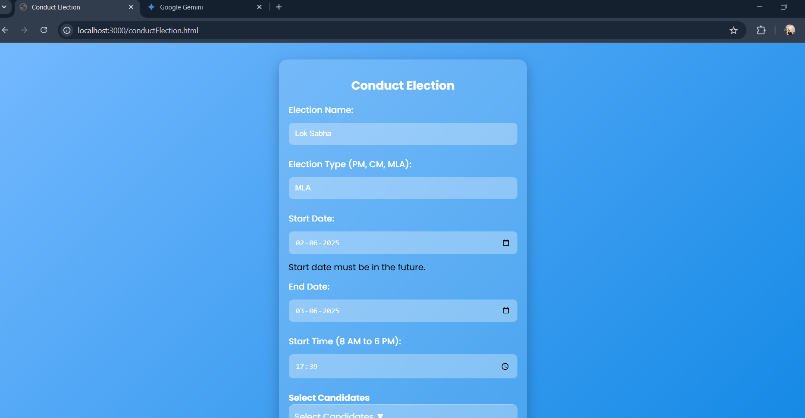 Conduct Election
Google Gemini
localhost:3000/conductElection.html
Conduct Election
Election Name:
Lok Sabha
Election Type (PM, CM, MLA):
MLA
Start Date:
02-06-2025
Start date must be in the future.
End Date:
03-06-2025
Start Time (8 AM to 6 PM):
17:39
Select Candidates
Select Candidates ▼